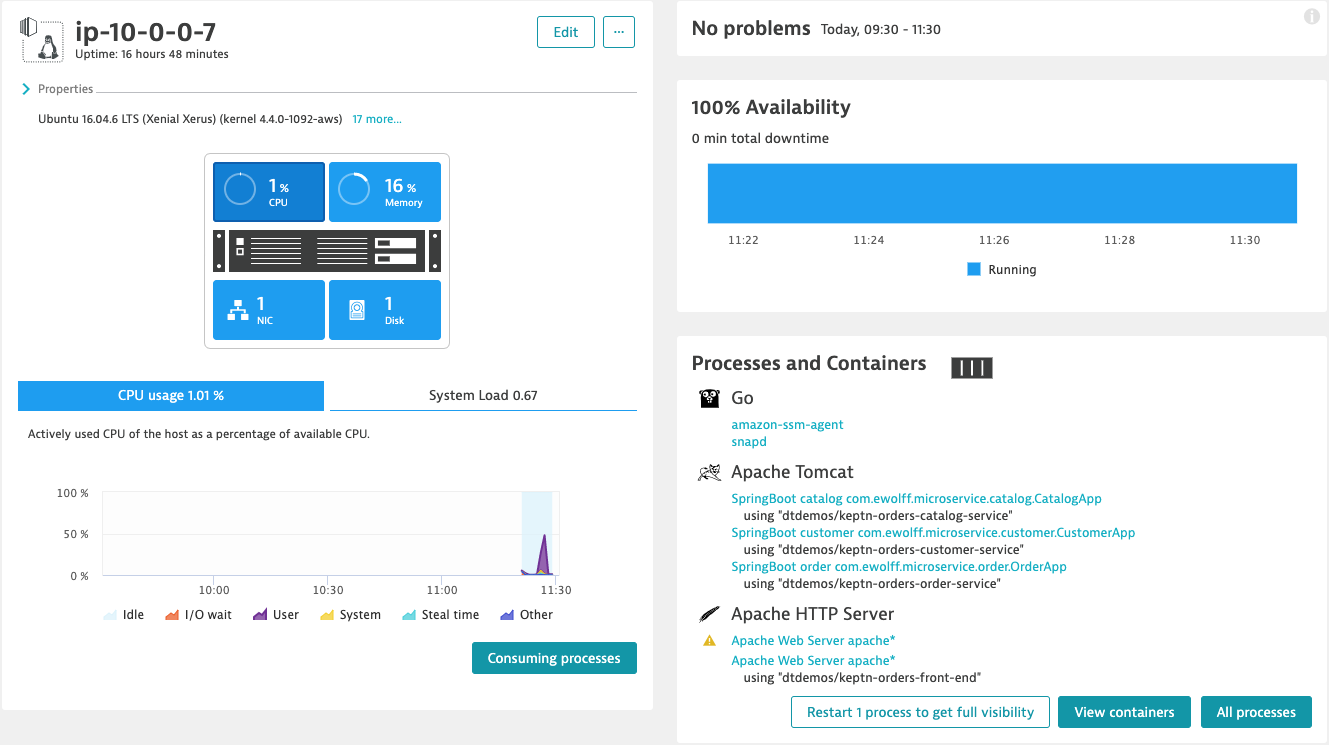 ip-10-0-0-7
Uptime: 16 hours 48 minutes
Edit
...
Properties
Ubuntu 16.04.6 LTS (Xenial Xerus) (kernel 4.4.0-1092-aws) 17 more...
1 %
CPU
16 %
Memory
1
NIC
1
Disk
CPU usage 1.01 %
System Load 0.67
Actively used CPU of the host as a percentage of available CPU.
100 %
50 %
0 %
10:00 10:30 11:00 11:30
Idle I/O wait User System Steal time Other
Consuming processes
No problems Today, 09:30 - 11:30
i
100% Availability
0 min total downtime
11:22 11:24 11:26 11:28 11:30
Running
Processes and Containers
Go
amazon-ssm-agent
snapd
Apache Tomcat
SpringBoot catalog com.ewolff.microservice.catalog.CatalogApp
using "dtdemos/keptn-orders-catalog-service"
SpringBoot customer com.ewolff.microservice.customer.CustomerApp
using "dtdemos/keptn-orders-customer-service"
SpringBoot order com.ewolff.microservice.order.OrderApp
using "dtdemos/keptn-orders-order-service"
Apache HTTP Server
Apache Web Server apache*
Apache Web Server apache*
using "dtdemos/keptn-orders-front-end"
Restart 1 process to get full visibility
View containers
All processes